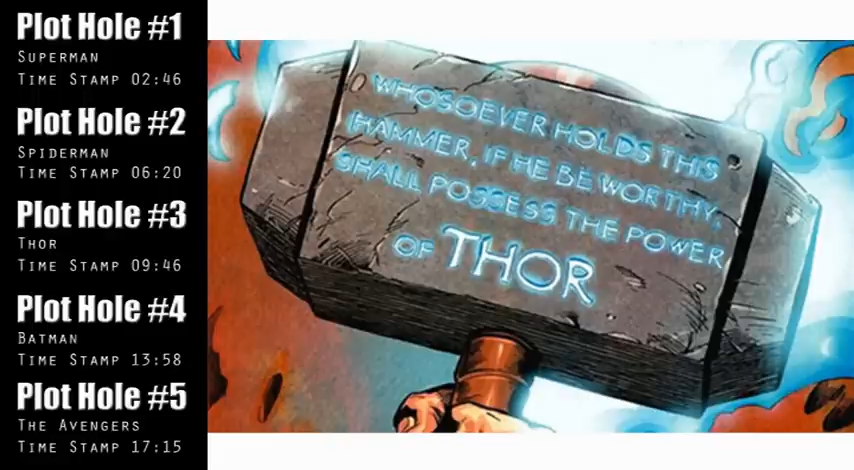 Plot Hole #1
Superman
Time Stamp 02:46
Plot Hole #2
Spiderman
Time Stamp 06:20
Plot Hole #3
Thor
Time Stamp 09:46
Plot Hole #4
Batman
Time Stamp 13:58
Plot Hole #5
The Avengers
Time Stamp 17:15
WHOSOEVER HOLDS THIS
HAMMER, IF HE BE WORTHY,
SHALL POSSESS THE POWER
OF THOR